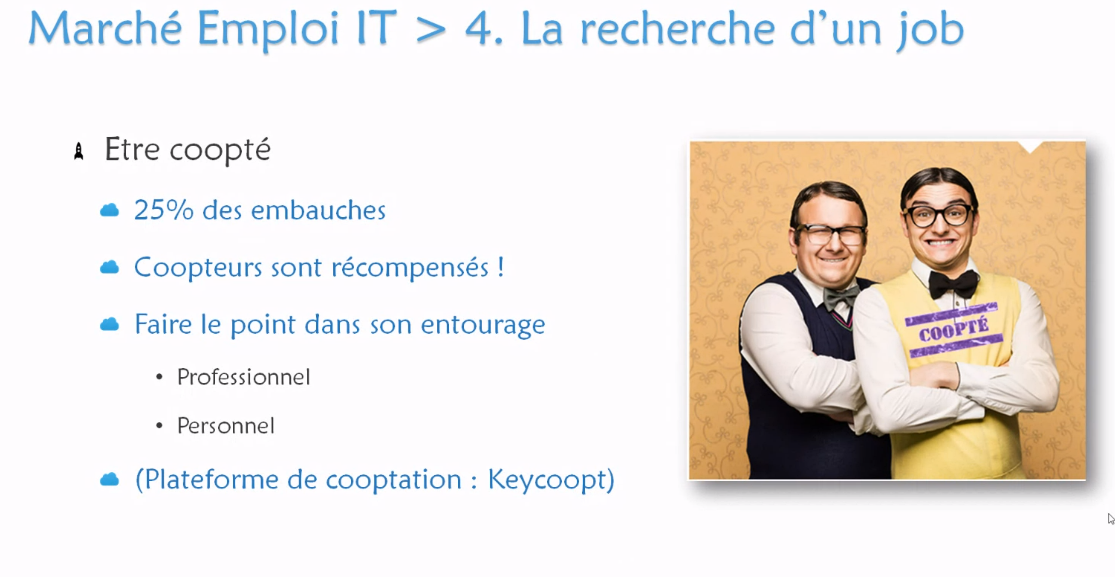 Marché Emploi IT > 4. La recherche d'un job
Etre coopté
25% des embauches
Coopteurs sont récompensés !
Faire le point dans son entourage
Professionnel
Personnel
(Plateforme de cooptation : Keycoopt)
COOPTÉ